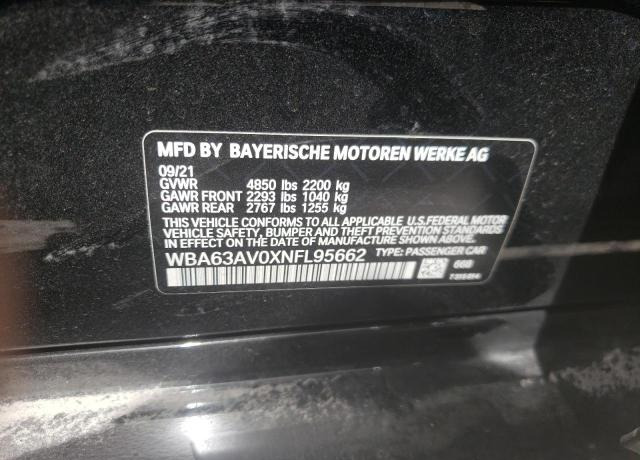 MFD BY BAYERISCHE MOTOREN WERKE AG
09/21
GVWR 4850 lbs 2200 kg
GAWR FRONT 2293 lbs 1040 kg
GAWR REAR 2767 lbs 1255 kg
THIS VEHICLE CONFORMS TO ALL APPLICABLE U.S.FEDERAL MOTOR
VEHICLE SAFETY, BUMPER AND THEFT PREVENTION STANDARDS
IN EFFECT ON THE DATE OF MANUFACTURE SHOWN ABOVE.
WBA63AV0XNFL95662 TYPE: PASSENGER CAR
668